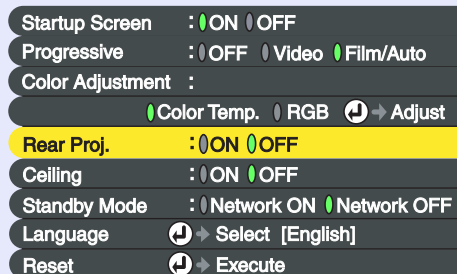 Startup Screen : ON OFF
Progressive : OFF Video Film/Auto
Color Adjustment :
Color Temp. RGB Adjust
Rear Proj. : ON OFF
Ceiling : ON OFF
Standby Mode : Network ON Network OFF
Language Select [English]
Reset Execute